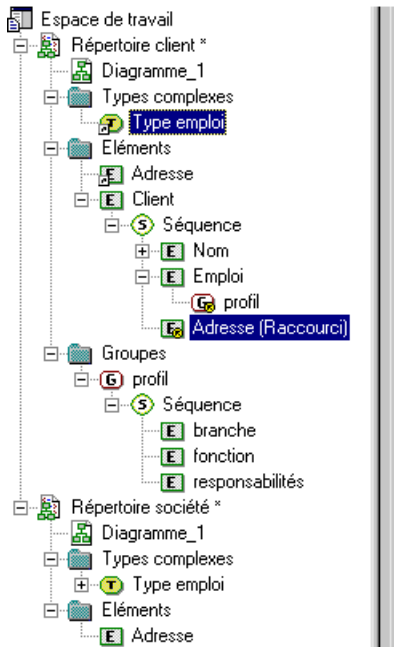 Espace de travail
Répertoire client *
Diagramme_1
Types complexes
T Type emploi
Eléments
E Adresse
E Client
S Séquence
E Nom
E Emploi
G profil
E Adresse (Raccourci)
Groupes
G profil
S Séquence
E branche
E fonction
E responsabilités
Répertoire société *
Diagramme_1
Types complexes
T Type emploi
Eléments
E Adresse